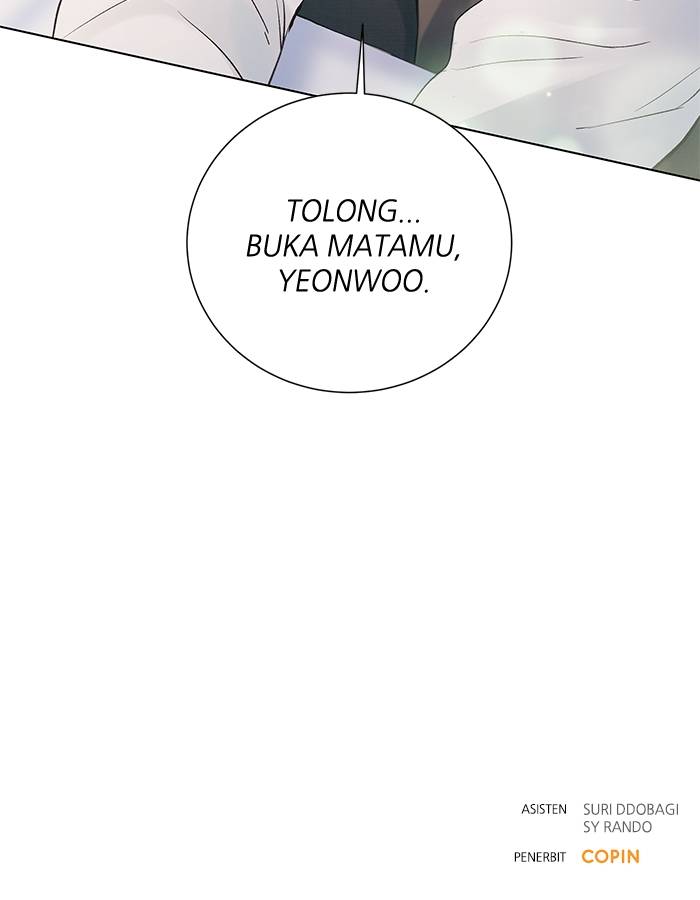 TOLONG...
BUKA MATAMU,
YEONWOO.
ASISTEN SURI DDOBAGI
SY RANDO
PENERBIT COPIN